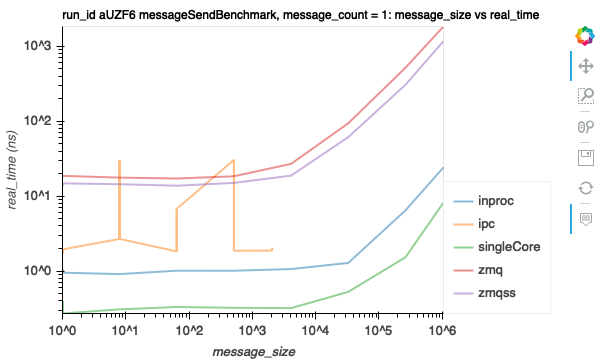 run_id aUZF6 messageSendBenchmark, message_count = 1: message_size vs real_time
10^3
10^2
10^1
10^0
real_time (ns)
inproc
ipc
singleCore
zmq
zmqss
10^0 10^1 10^2 10^3 10^4 10^5 10^6
message_size